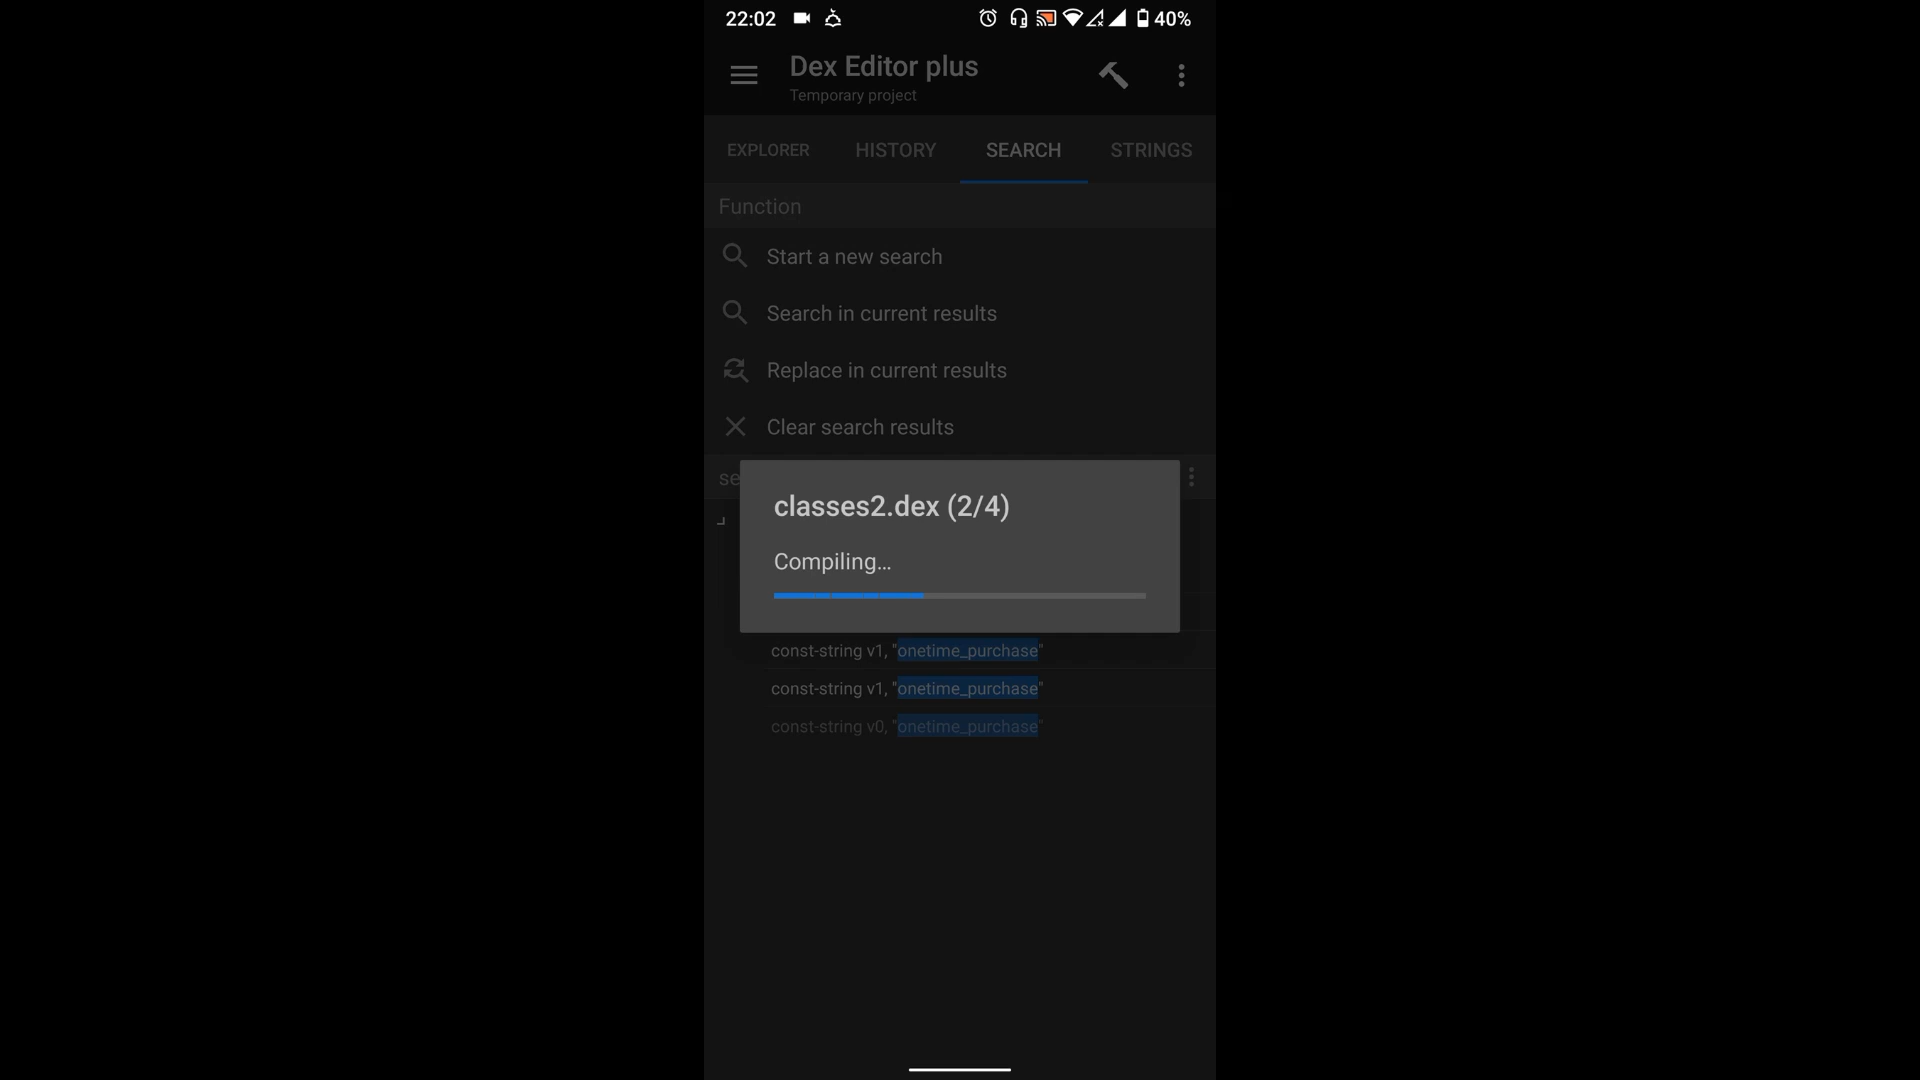 22:02
40%
Dex Editor plus
Temporary project
EXPLORER
HISTORY
SEARCH
STRINGS
Function
Start a new search
Search in current results
Replace in current results
Clear search results
se
classes2.dex (2/4)
Compiling...
const-string v1, "onetime_purchase"
const-string v1, "onetime_purchase"
const-string v0, "onetime_purchase"